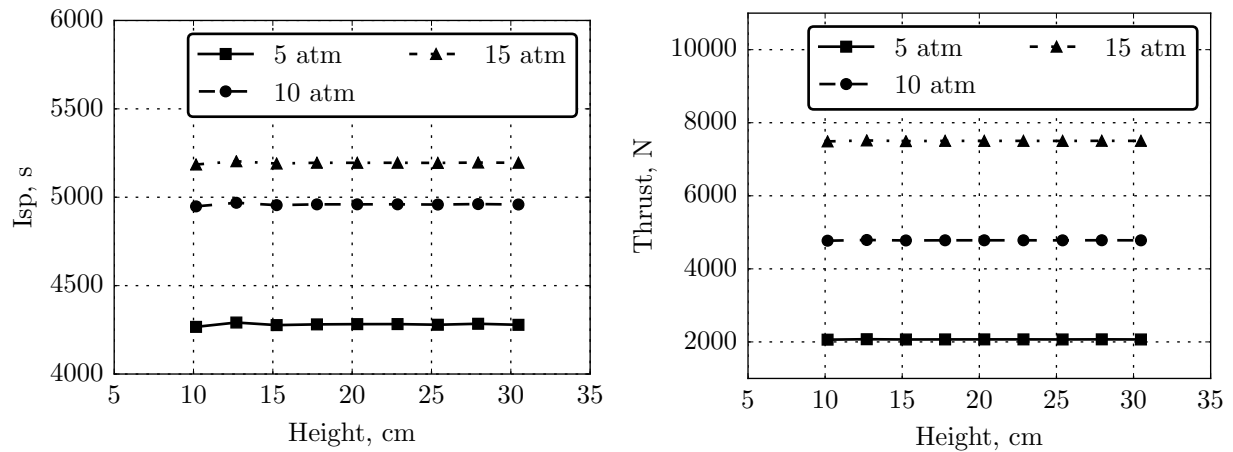 6000
5500
5000
4500
4000
Isp, s
5 atm
10 atm
15 atm
5 10 15 20 25 30 35
Height, cm
10000
8000
6000
4000
2000
Thrust, N
5 atm
10 atm
15 atm
5 10 15 20 25 30 35
Height, cm